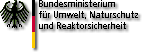 Bundesministerium
für Umwelt, Naturschutz
und Reaktorsicherheit